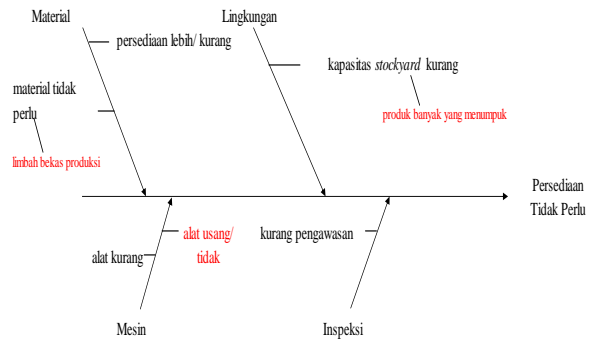 Material
Lingkungan
persediaan lebih/ kurang
kapasitas stockyard kurang
material tidak
perlu
produk banyak yang menumpuk
limbah bekas produksi
Persediaan
Tidak Perlu
alat usang/
tidak
kurang pengawasan
alat kurang
Mesin
Inspeksi